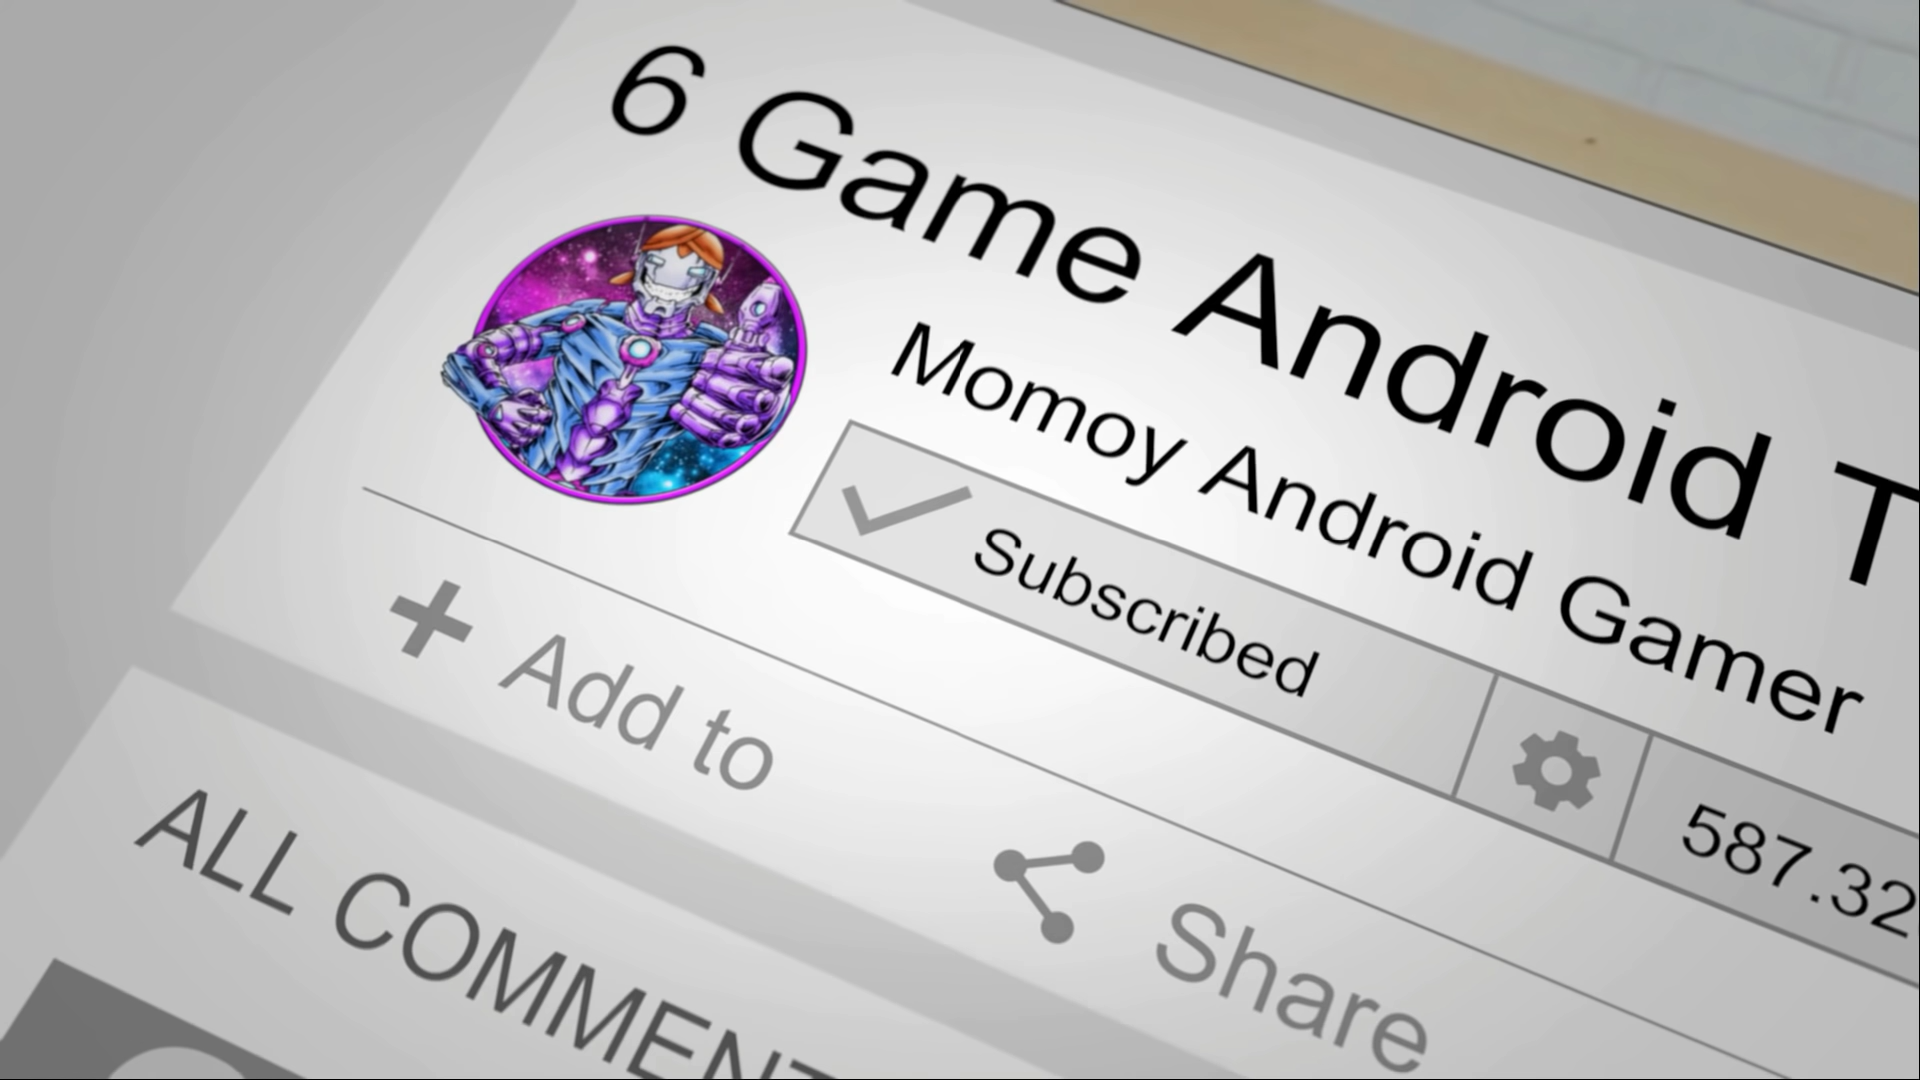 6 Game Android T
Momoy Android Gamer
Subscribed
587.32
Add to
Share
ALL COMMENT